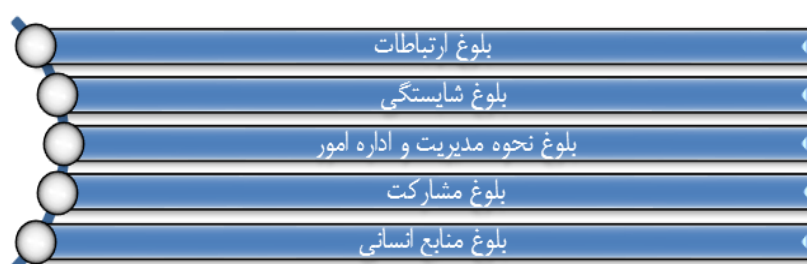 بلوغ ارتباطات
بلوغ شایستگی
بلوغ نحوه مدیریت و اداره امور
بلوغ مشارکت
بلوغ منابع انسانی